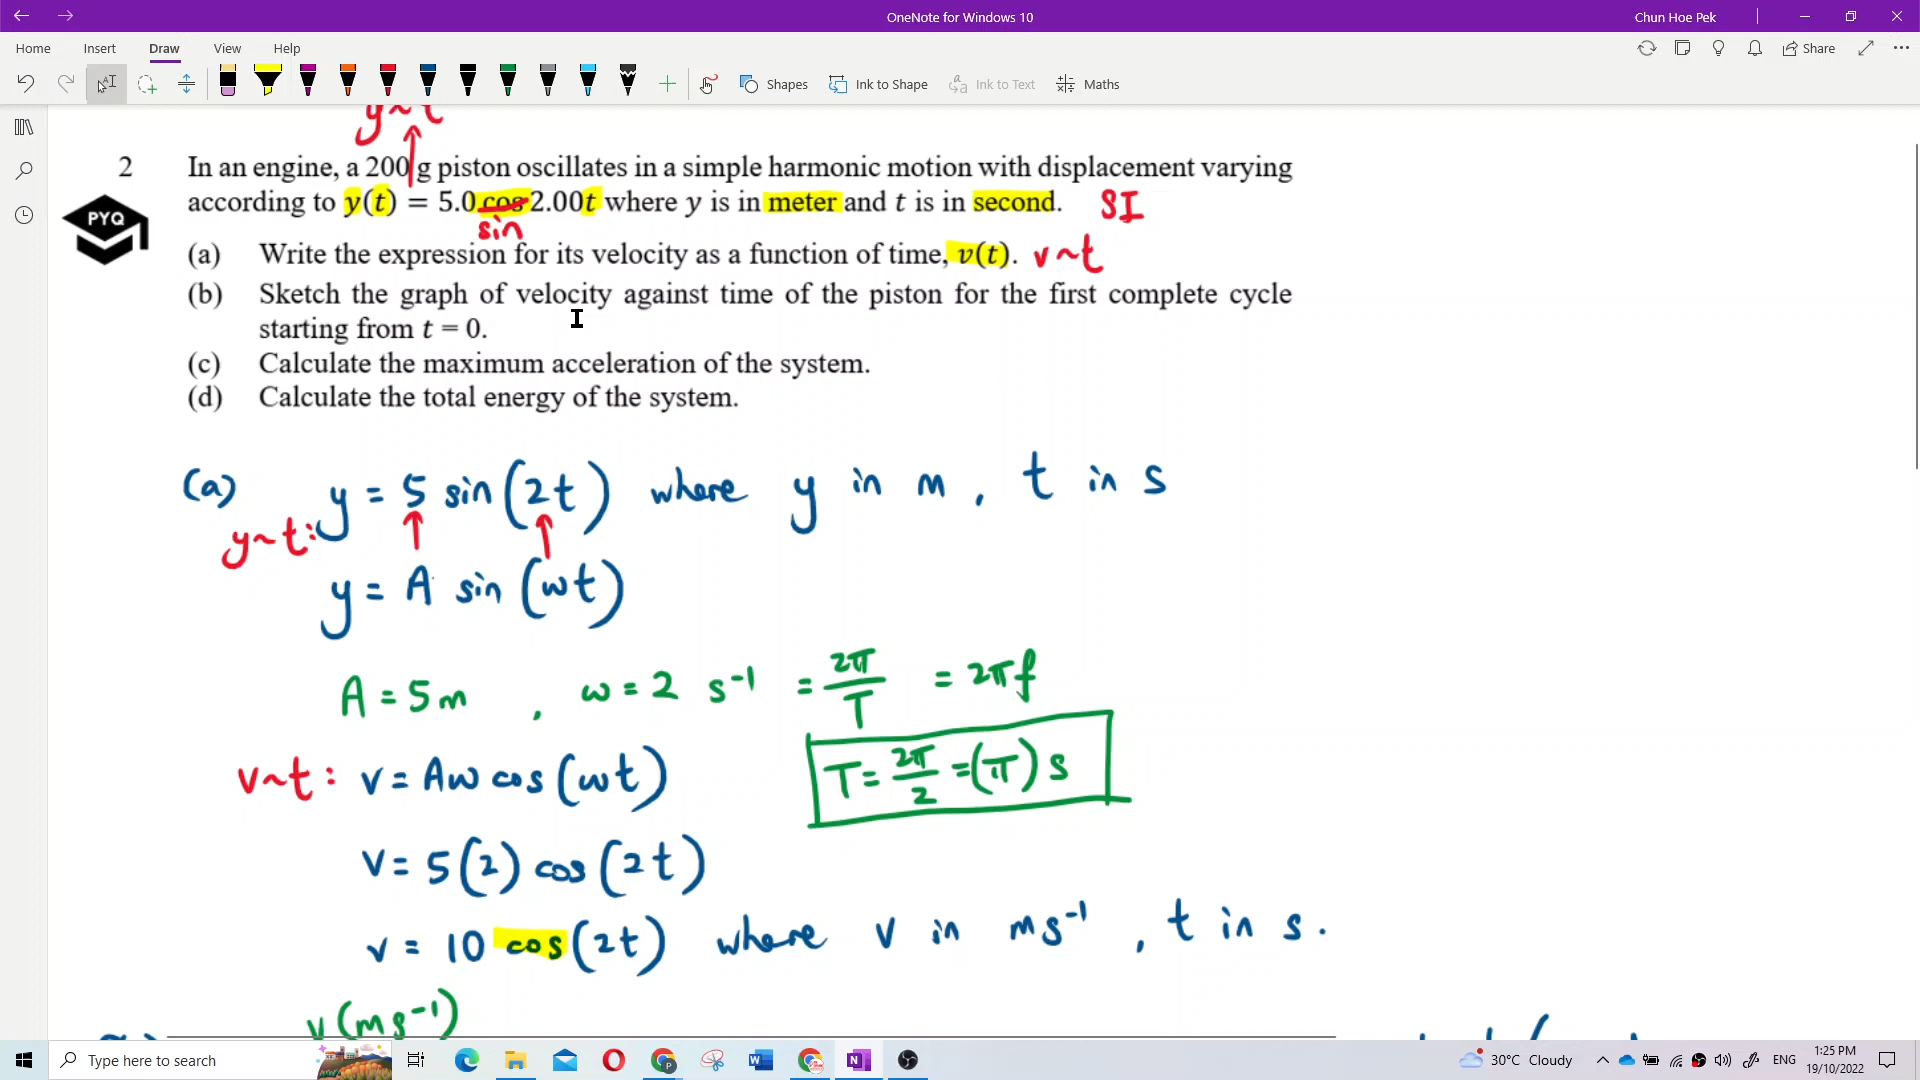 OneNote for Windows 10
Chun Hoe Pek
Home Insert Draw View Help
Share
Shapes Ink to Shape Ink to Text Maths
y~t
2 In an engine, a 200 g piston oscillates in a simple harmonic motion with displacement varying
according to y(t) = 5.0 cos 2.00t where y is in meter and t is in second. SI
sin
PYQ
(a) Write the expression for its velocity as a function of time, v(t). v~t
(b) Sketch the graph of velocity against time of the piston for the first complete cycle
starting from t = 0.
(c) Calculate the maximum acceleration of the system.
(d) Calculate the total energy of the system.
(a) y = 5 sin (2t) where y in m, t in s
y~t:
y = A sin (ωt)
A = 5m , ω = 2 s⁻¹ = 2π/T = 2πf
T = 2π/2 = (π) s
v~t: v = Aω cos (ωt)
v = 5(2) cos (2t)
v = 10 cos (2t) where v in ms⁻¹, t in s.
v (ms⁻¹)
Type here to search
30°C Cloudy
ENG
1:25 PM
19/10/2022